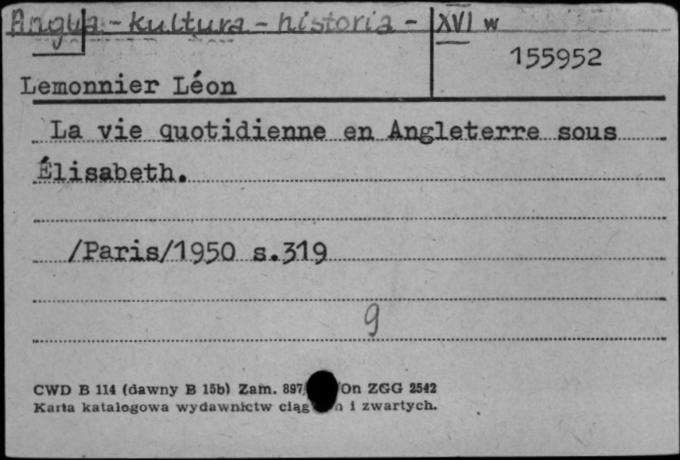 Anglia - kultura - historia - XVI w
155952
Lemonnier Léon
La vie quotidienne en Angleterre sous
Élisabeth.
/Paris/1950 s.319
9
CWD B 114 (dawny B 15b) Zam. 897/ /On ZGG 2542
Karta katalogowa wydawnictw i zwartych.